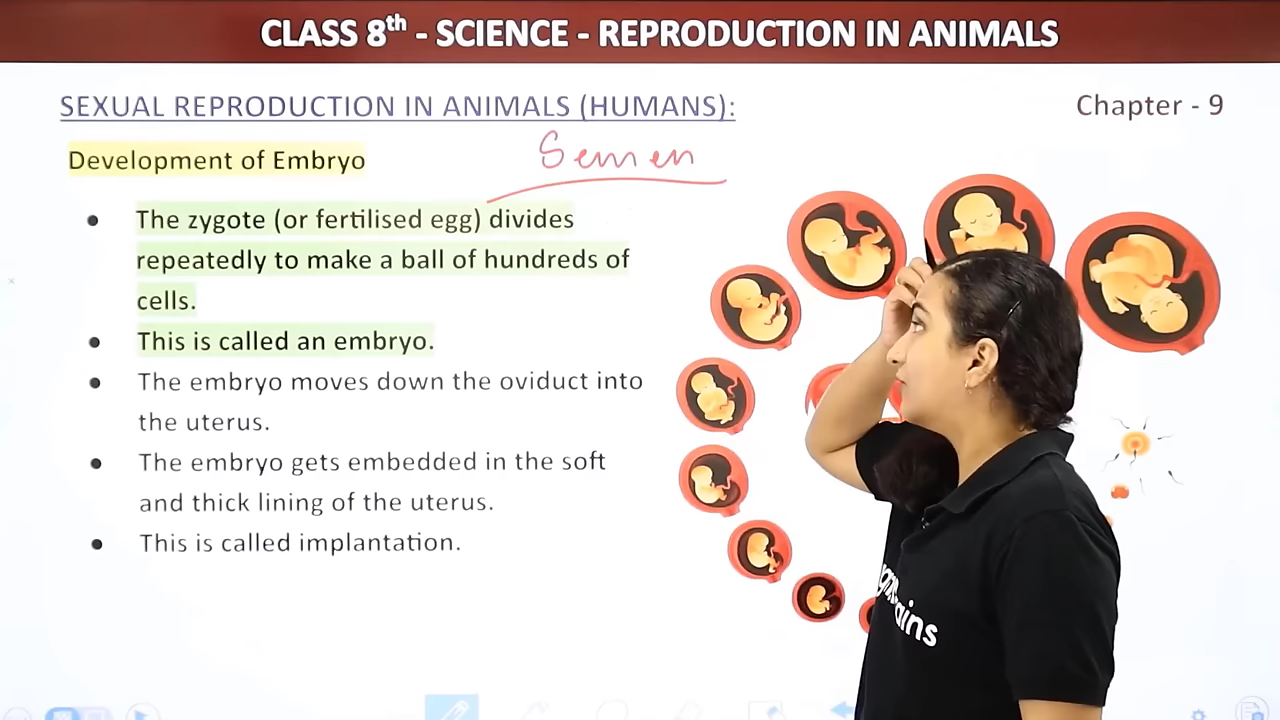 CLASS 8th - SCIENCE - REPRODUCTION IN ANIMALS
SEXUAL REPRODUCTION IN ANIMALS (HUMANS):
Chapter - 9
Semen
Development of Embryo
• The zygote (or fertilised egg) divides
repeatedly to make a ball of hundreds of
cells.
• This is called an embryo.
• The embryo moves down the oviduct into
the uterus.
• The embryo gets embedded in the soft
and thick lining of the uterus.
• This is called implantation.